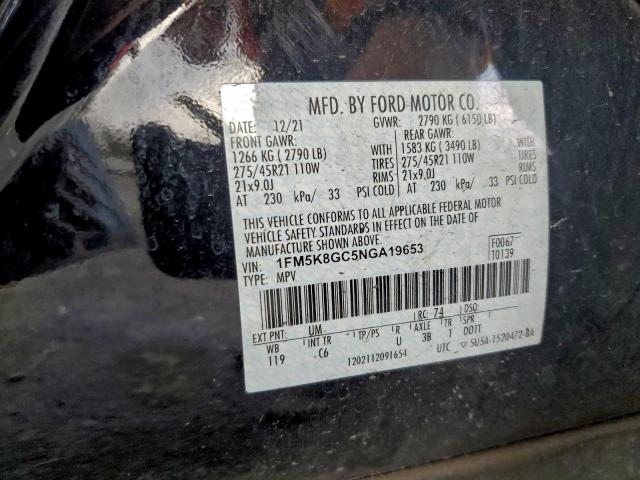 MFD. BY FORD MOTOR CO.
DATE: 12/21 GVWR: 2790 KG ( 6150 LB)
FRONT GAWR: REAR GAWR:
1266 KG ( 2790 LB) WITH 1583 KG ( 3490 LB) WITH
275/45R21 110W TIRES 275/45R21 110W TIRES
21x9.0J RIMS 21x9.0J RIMS
AT 230 kPa/ 33 PSI COLD AT 230 kPa/ 33 PSI COLD
THIS VEHICLE CONFORMS TO ALL APPLICABLE FEDERAL MOTOR
VEHICLE SAFETY STANDARDS IN EFFECT ON THE DATE OF
MANUFACTURE SHOWN ABOVE.
VIN: 1FM5K8GC5NGA19653 F0067
TYPE: MPV T0139
EXT PNT: UM RC: 74 DSO:
WB INT TR TP/PS R AXLE TR SPR
119 C6 U 3B T DDTT
1202112091654 UTC ▽ 5USA-1520472-BA